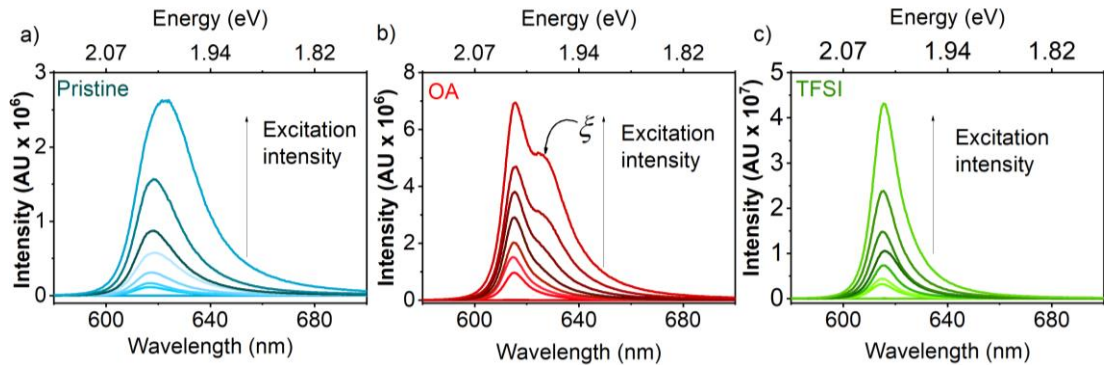 a)
Energy (eV)
2.07 1.94 1.82
Pristine
Excitation
intensity
Intensity (AU x 10⁶)
3
2
1
0
600 640 680
Wavelength (nm)
b)
Energy (eV)
2.07 1.94 1.82
OA
ξ
Excitation
intensity
Intensity (AU x 10⁶)
8
6
4
2
0
600 640 680
Wavelength (nm)
c)
Energy (eV)
2.07 1.94 1.82
TFSI
Excitation
intensity
Intensity (AU x 10⁷)
5
4
3
2
1
0
600 640 680
Wavelength (nm)